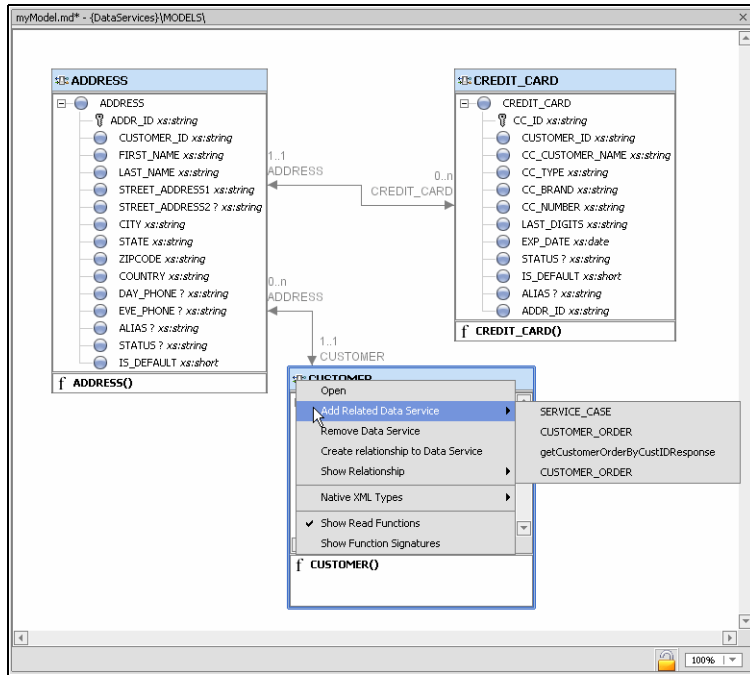 myModel.md* - {DataServices}\MODELS\
ADDRESS
ADDRESS
ADDR_ID xs:string
CUSTOMER_ID xs:string
FIRST_NAME xs:string
LAST_NAME xs:string
STREET_ADDRESS1 xs:string
STREET_ADDRESS2 ? xs:string
CITY xs:string
STATE xs:string
ZIPCODE xs:string
COUNTRY xs:string
DAY_PHONE ? xs:string
EVE_PHONE ? xs:string
ALIAS ? xs:string
STATUS ? xs:string
IS_DEFAULT xs:short
f ADDRESS()
1..1
ADDRESS
0..n
CREDIT_CARD
CREDIT_CARD
CREDIT_CARD
CC_ID xs:string
CUSTOMER_ID xs:string
CC_CUSTOMER_NAME xs:string
CC_TYPE xs:string
CC_BRAND xs:string
CC_NUMBER xs:string
LAST_DIGITS xs:string
EXP_DATE xs:date
STATUS ? xs:string
IS_DEFAULT xs:short
ALIAS ? xs:string
ADDR_ID xs:string
f CREDIT_CARD()
0..n
ADDRESS
1..1
CUSTOMER
CUSTOMER
Open
Add Related Data Service
Remove Data Service
Create relationship to Data Service
Show Relationship
Native XML Types
Show Read Functions
Show Function Signatures
SERVICE_CASE
CUSTOMER_ORDER
getCustomerOrderByCustIDResponse
CUSTOMER_ORDER
f CUSTOMER()
100%